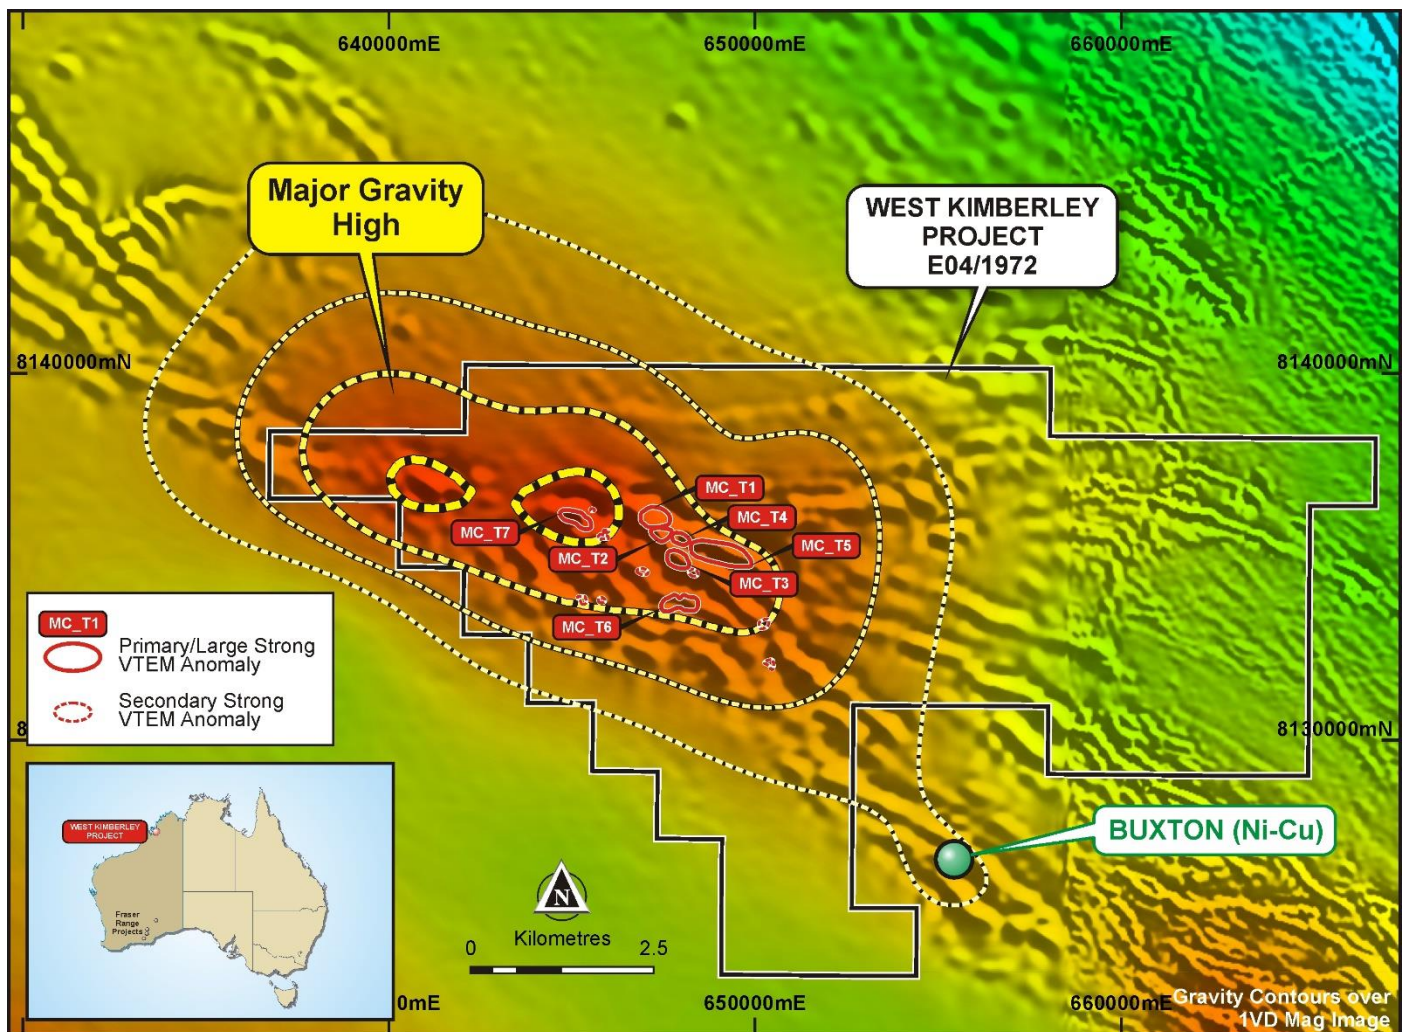 640000mE
650000mE
660000mE
Major Gravity
High
WEST KIMBERLEY
PROJECT
E04/1972
8140000mN
8140000mN
MC_T1
MC_T4
MC_T7
MC_T2
MC_T5
MC_T3
MC_T6
MC_T1
Primary/Large Strong
VTEM Anomaly
Secondary Strong
VTEM Anomaly
8
8130000mN
WEST KIMBERLEY
PROJECT
Fraser
Range
Projects
BUXTON (Ni-Cu)
N
Kilometres
0
2.5
0mE
650000mE
660000mE
Gravity Contours over
1VD Mag Image